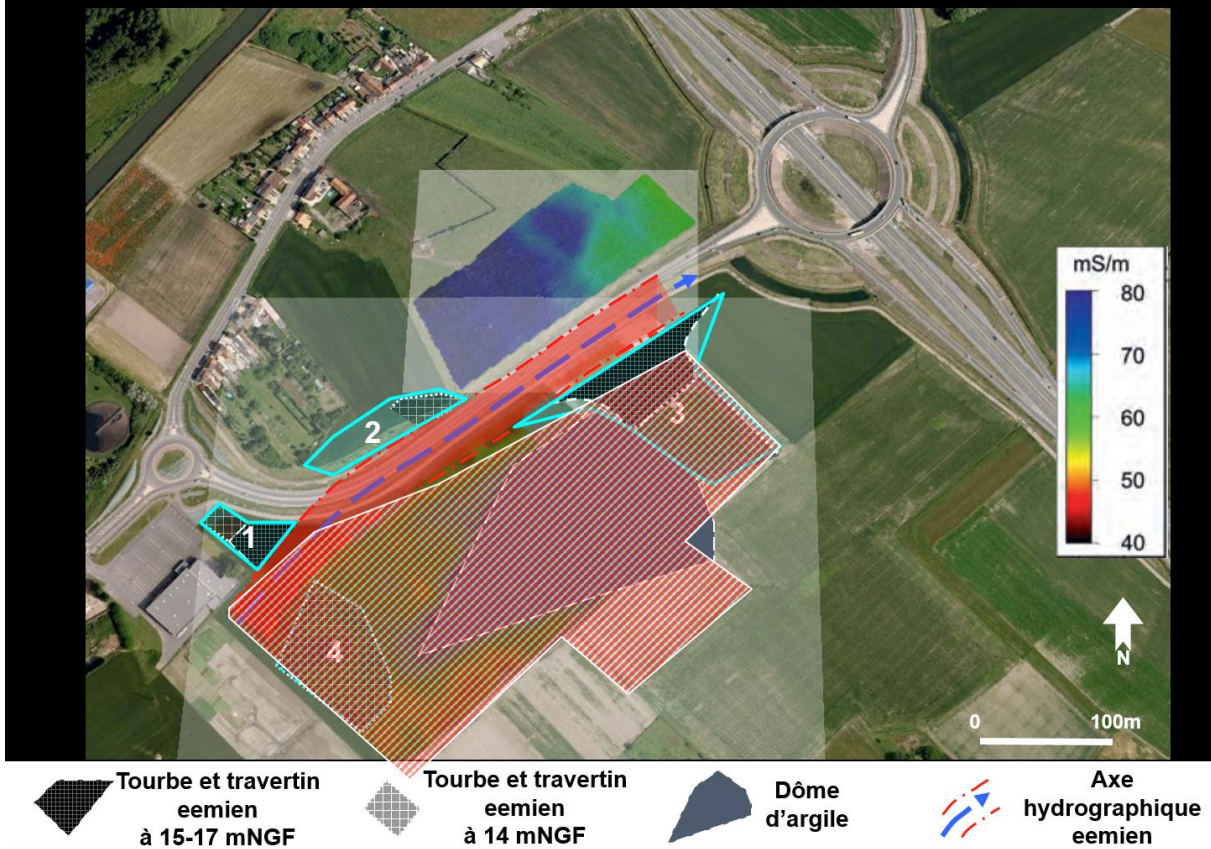 mS/m
80
70
60
50
40
2
3
1
4
N
0 100m
Tourbe et travertin
eemien
à 15-17 mNGF
Tourbe et travertin
eemien
à 14 mNGF
Dôme
d'argile
Axe
hydrographique
eemien